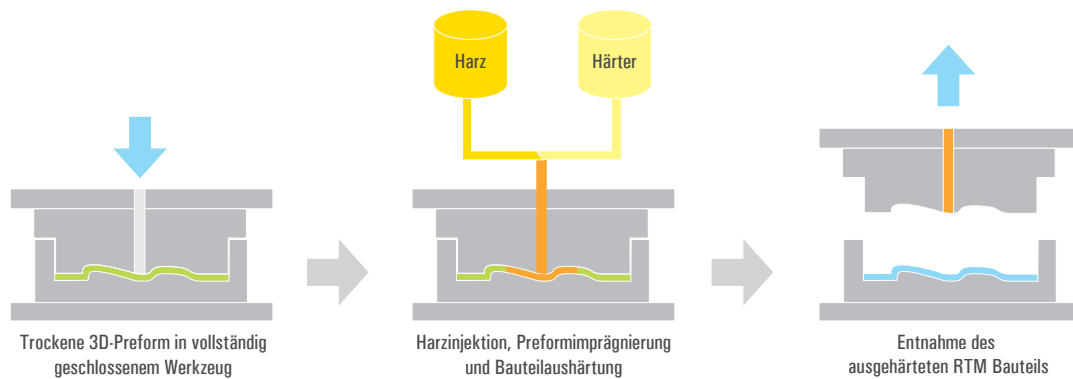 Harz
Härter
Trockene 3D-Preform in vollständig
geschlossenem Werkzeug
Harzinjektion, Preformimprägnierung
und Bauteilaushärtung
Entnahme des
ausgehärteten RTM Bauteils